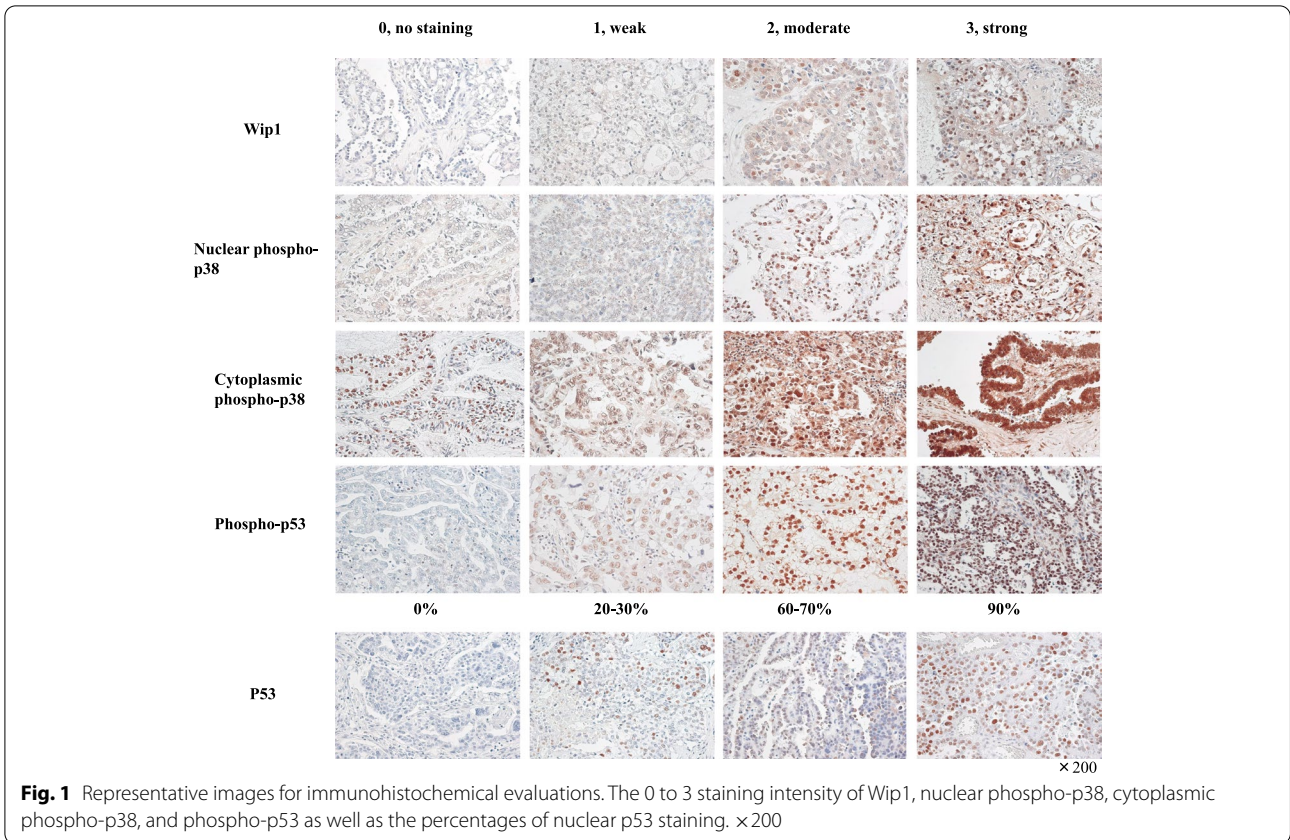 0, no staining 1, weak 2, moderate 3, strong
Wip1
Nuclear phospho-
p38
Cytoplasmic
phospho-p38
Phospho-p53
0% 20-30% 60-70% 90%
P53
× 200
Fig. 1 Representative images for immunohistochemical evaluations. The 0 to 3 staining intensity of Wip1, nuclear phospho-p38, cytoplasmic
phospho-p38, and phospho-p53 as well as the percentages of nuclear p53 staining. ×200